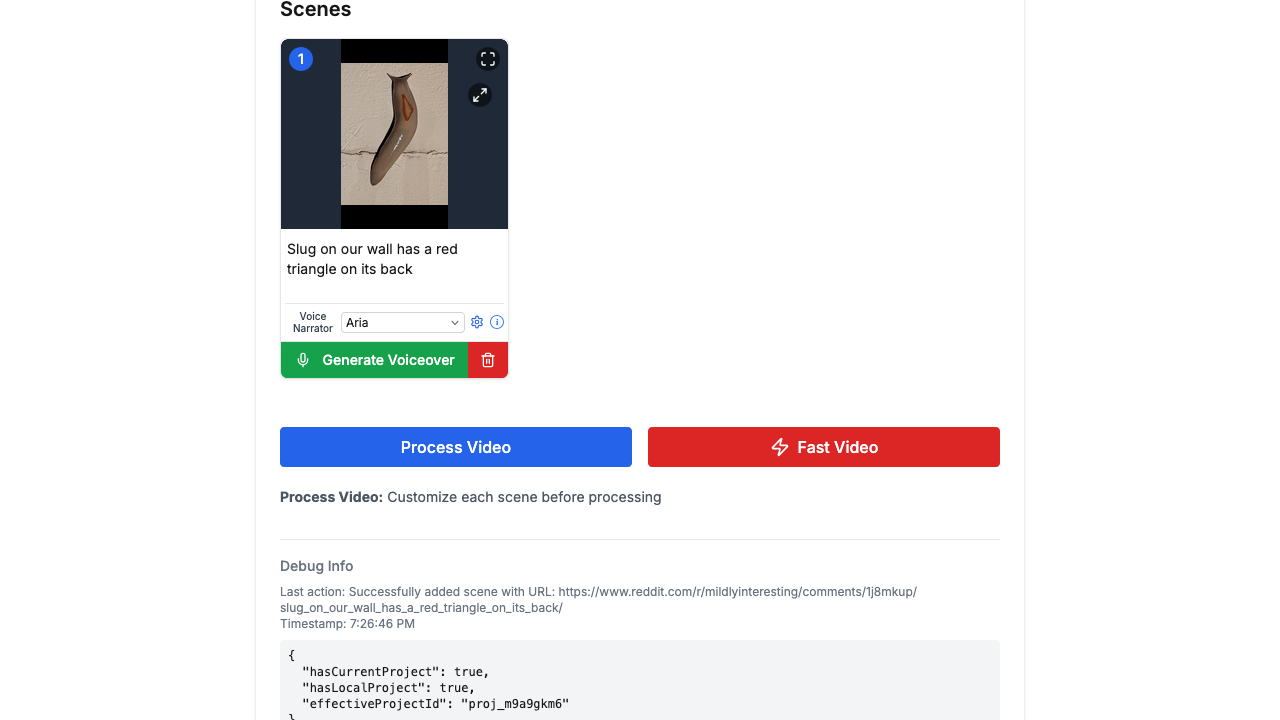 Scenes
1
Slug on our wall has a red
triangle on its back
Voice
Narrator
Aria
Generate Voiceover
Process Video
Fast Video
Process Video: Customize each scene before processing
Debug Info
Last action: Successfully added scene with URL: https://www.reddit.com/r/mildlyinteresting/comments/1j8mkup/
slug_on_our_wall_has_a_red_triangle_on_its_back/
Timestamp: 7:26:46 PM
{
  "hasCurrentProject": true,
  "hasLocalProject": true,
  "effectiveProjectId": "proj_m9a9gkm6"
}